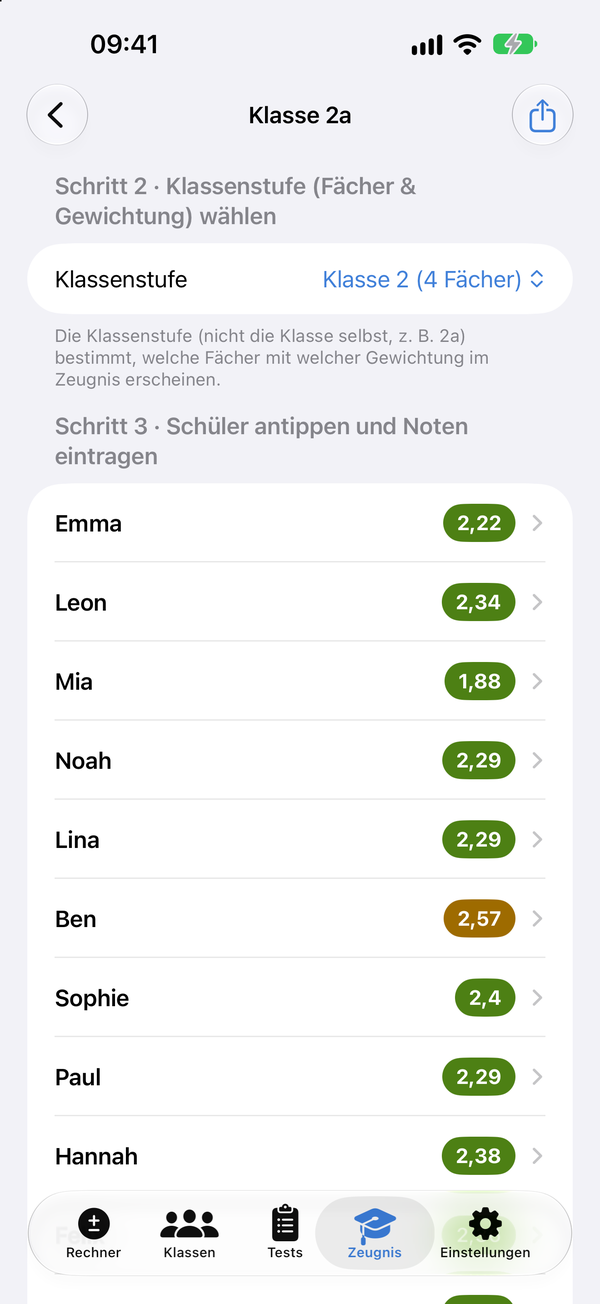 09:41
Klasse 2a
Schritt 2 · Klassenstufe (Fächer &
Gewichtung) wählen
Klassenstufe Klasse 2 (4 Fächer)
Die Klassenstufe (nicht die Klasse selbst, z. B. 2a)
bestimmt, welche Fächer mit welcher Gewichtung im
Zeugnis erscheinen.
Schritt 3 · Schüler antippen und Noten
eintragen
Emma 2,22
Leon 2,34
Mia 1,88
Noah 2,29
Lina 2,29
Ben 2,57
Sophie 2,4
Paul 2,29
Hannah 2,38
Rechner Klassen Tests Zeugnis Einstellungen